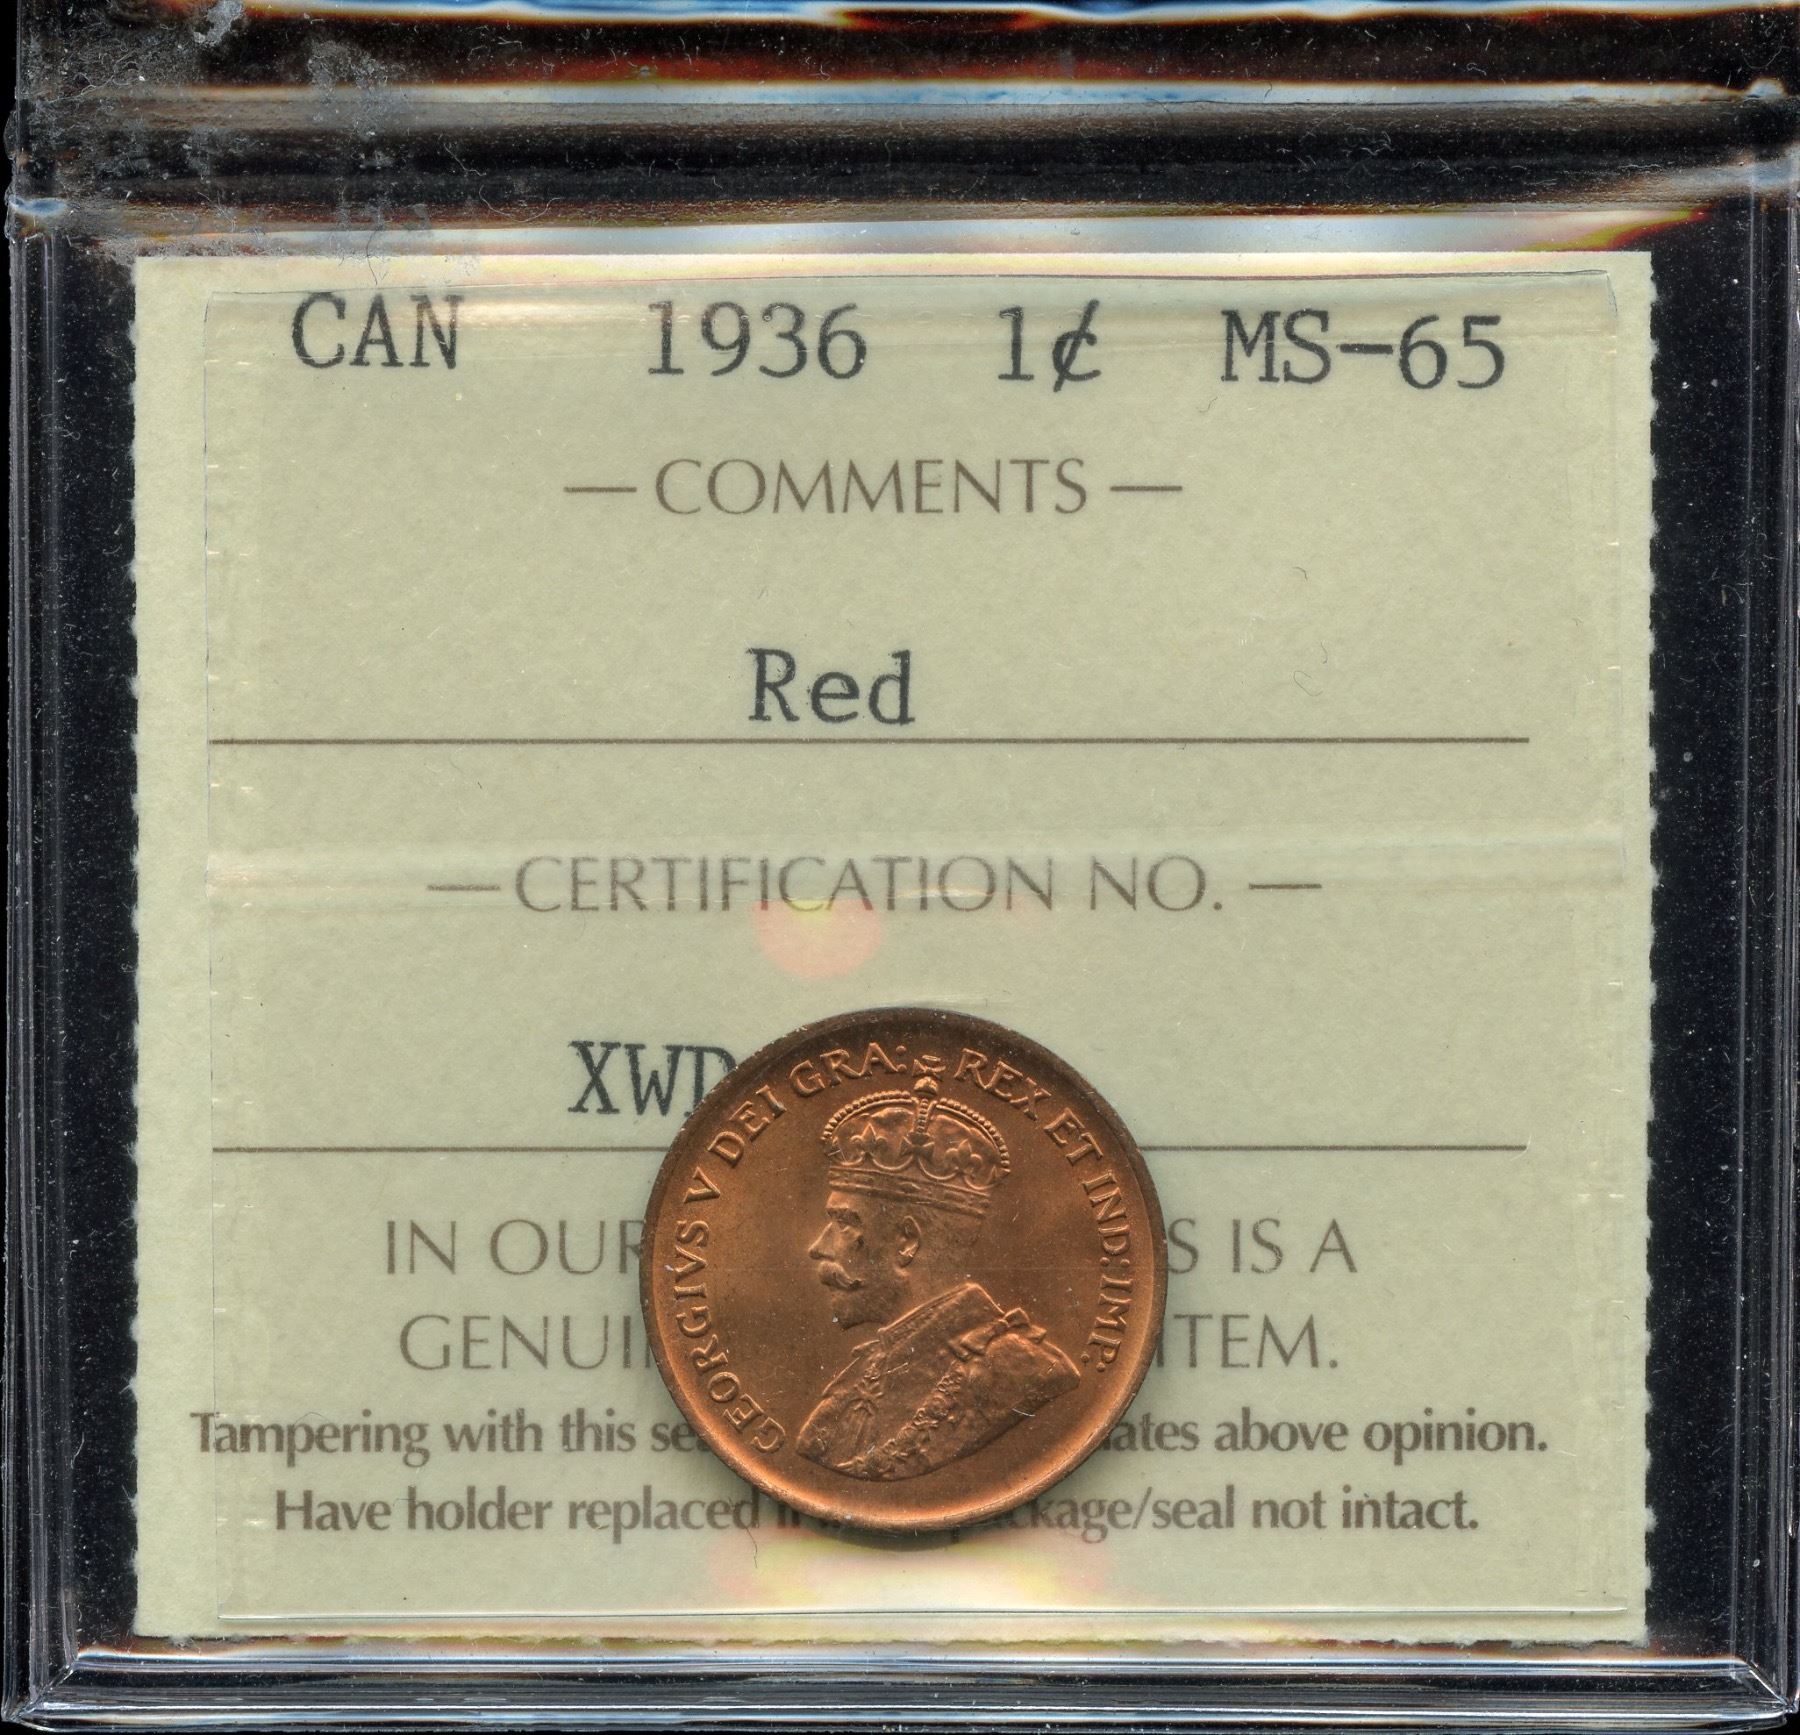 CAN 1936 1¢ MS-65
— COMMENTS —
Red
— CERTIFICATION NO. —
XWD
GEORGIVS V DEI GRA: REX ET IND: IMP:
IN OUR S IS A
GENUI ITEM.
Tampering with this se ates above opinion.
Have holder replaced kage/seal not intact.